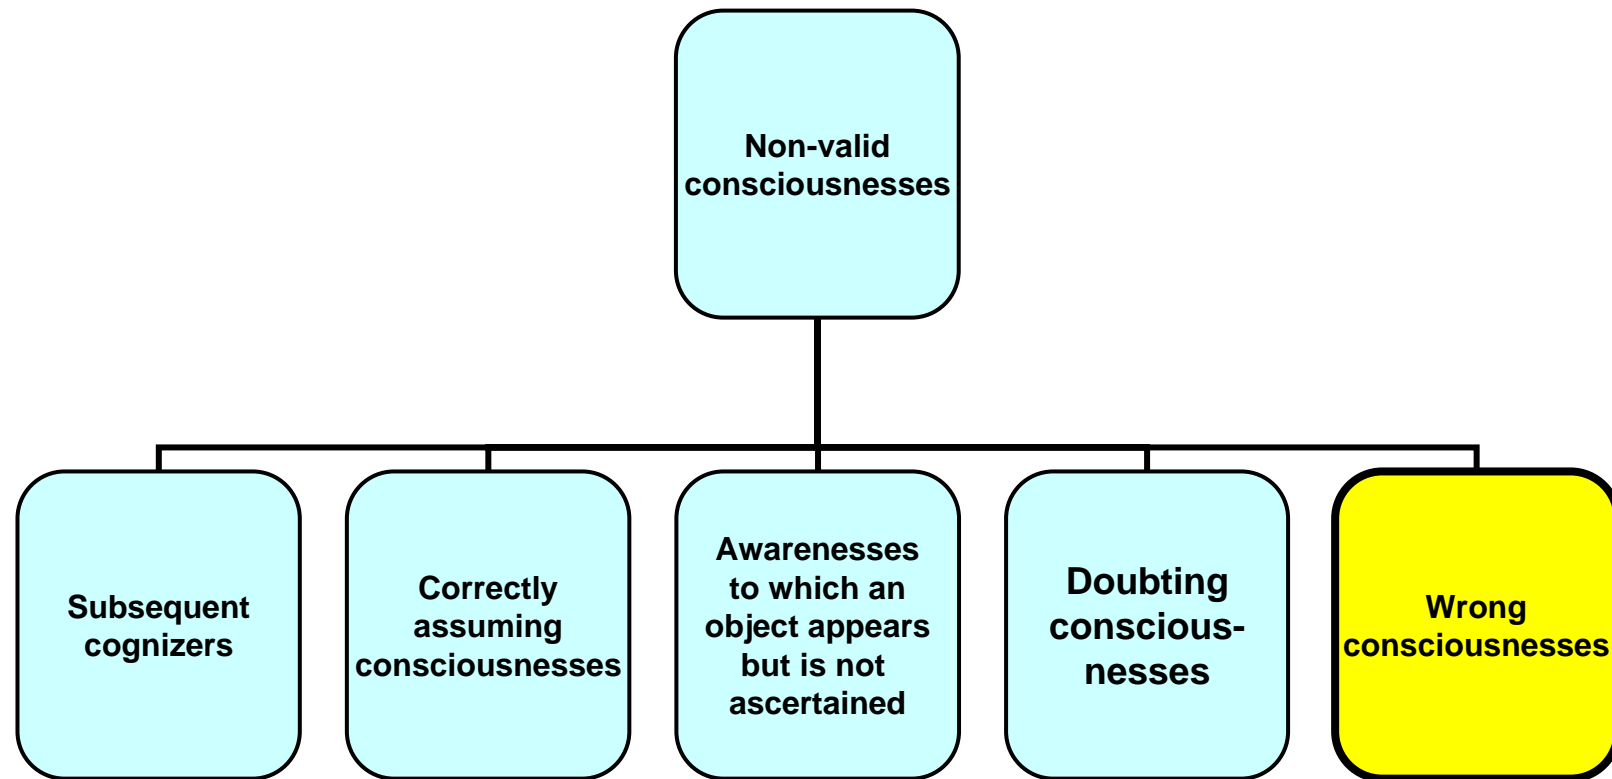 Non-valid
consciousnesses
Subsequent
cognizers
Correctly
assuming
consciousnesses
Awarenesses
to which an
object appears
but is not
ascertained
Doubting
conscious-
nesses
Wrong
consciousnesses